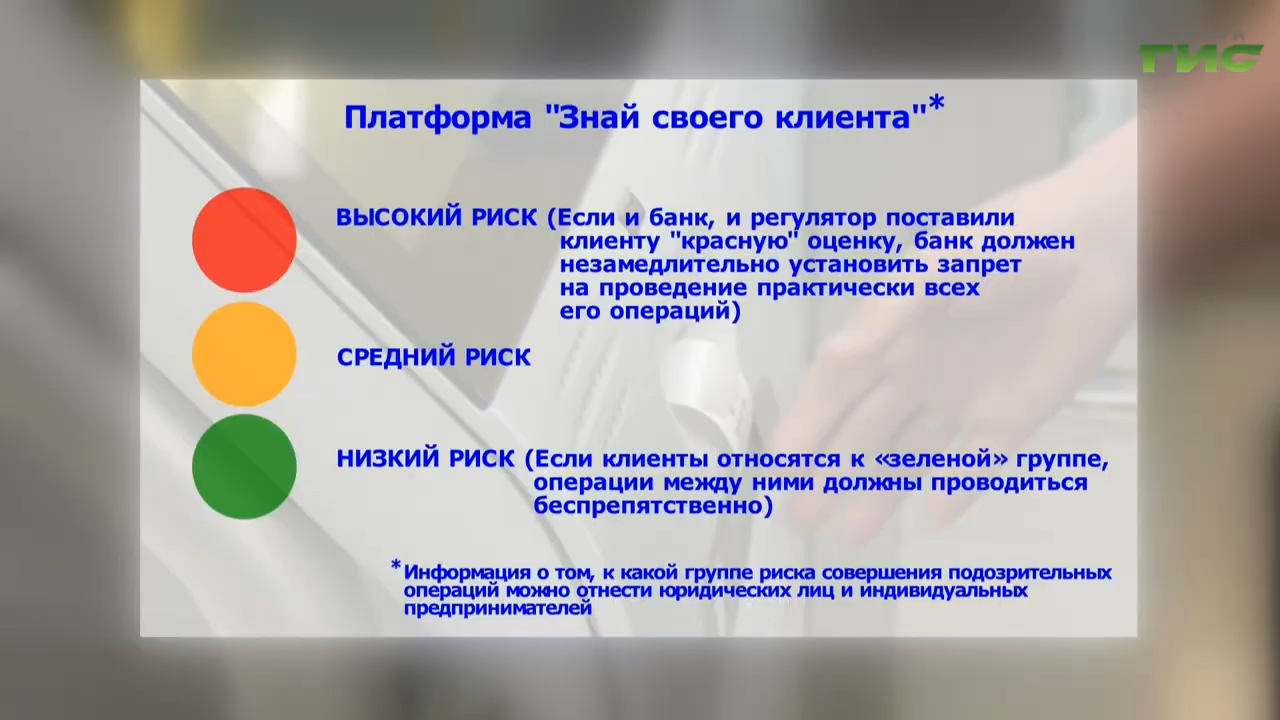 ГИС
Платформа "Знай своего клиента"*
ВЫСОКИЙ РИСК (Если и банк, и регулятор поставили
клиенту "красную" оценку, банк должен
незамедлительно установить запрет
на проведение практически всех
его операций)
СРЕДНИЙ РИСК
НИЗКИЙ РИСК (Если клиенты относятся к «зеленой» группе,
операции между ними должны проводиться
беспрепятственно)
*Информация о том, к какой группе риска совершения подозрительных
операций можно отнести юридических лиц и индивидуальных
предпринимателей